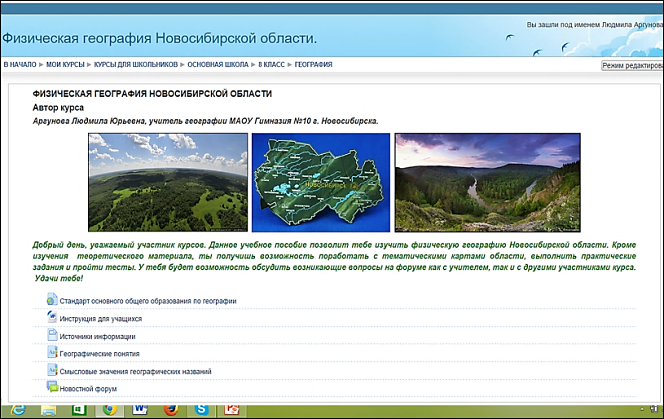 Вы зашли под именем Людмила Аргунова
Физическая география Новосибирской области.
В НАЧАЛО ► МОИ КУРСЫ ► КУРСЫ ДЛЯ ШКОЛЬНИКОВ ► ОСНОВНАЯ ШКОЛА ► 8 КЛАСС ► ГЕОГРАФИЯ
Режим редактирова
ФИЗИЧЕСКАЯ ГЕОГРАФИЯ НОВОСИБИРСКОЙ ОБЛАСТИ
Автор курса
Аргунова Людмила Юрьевна, учитель географии МАОУ Гимназия №10 г. Новосибирска.
НОВОСИБИРСК
Добрый день, уважаемый участник курсов. Данное учебное пособие позволит тебе изучить физическую географию Новосибирской области. Кроме
изучения теоретического материала, ты получишь возможность поработать с тематическими картами области, выполнить практические
задания и пройти тесты. У тебя будет возможность обсудить возникающие вопросы на форуме как с учителем, так и с другими участниками курса.
Удачи тебе!
Стандарт основного общего образования по географии
Инструкция для учащихся
Источники информации
Географические понятия
Смысловые значения географических названий
Новостной форум